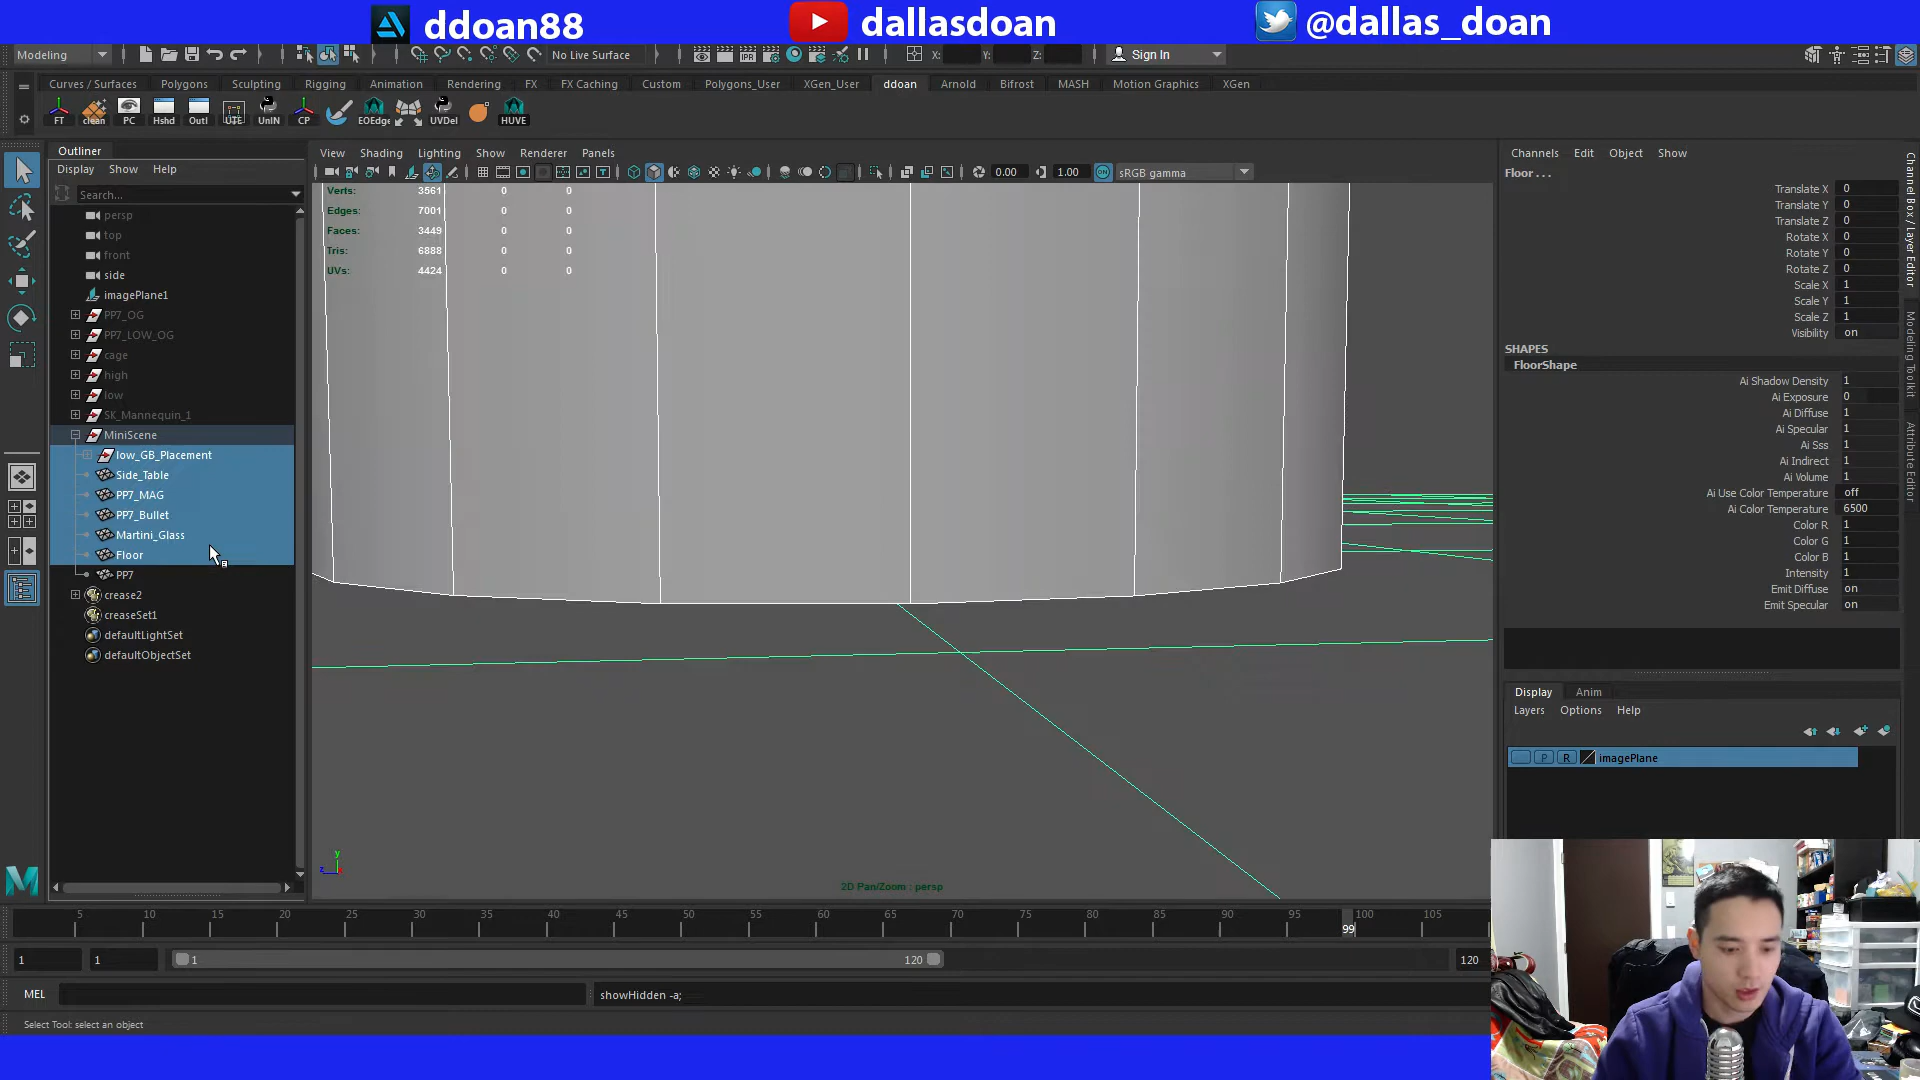 ddoan88
dallasdoan
@dallas_doan
Modeling
No Live Surface
X:
Y:
Z:
Sign In
Curves / Surfaces
Polygons
Sculpting
Rigging
Animation
Rendering
FX
FX Caching
Custom
Polygons_User
XGen_User
ddoan
Arnold
Bifrost
MASH
Motion Graphics
XGen
FT
clean
PC
Hshd
Outl
UTE
UnIN
CP
EOEdge
UVDel
HUVE
Outliner
Display
Show
Help
Search...
persp
top
front
side
imagePlane1
PP7_OG
PP7_LOW_OG
cage
high
low
SK_Mannequin_1
MiniScene
low_GB_Placement
Side_Table
PP7_MAG
PP7_Bullet
Martini_Glass
Floor
PP7
crease2
creaseSet1
defaultLightSet
defaultObjectSet
View
Shading
Lighting
Show
Renderer
Panels
0.00
1.00
sRGB gamma
Verts: 3561 0 0
Edges: 7001 0 0
Faces: 3449 0 0
Tris: 6888 0 0
UVs: 4424 0 0
2D Pan/Zoom : persp
y
z
Channels
Edit
Object
Show
Floor . . .
Translate X 0
Translate Y 0
Translate Z 0
Rotate X 0
Rotate Y 0
Rotate Z 0
Scale X 1
Scale Y 1
Scale Z 1
Visibility on
SHAPES
FloorShape
Ai Shadow Density 1
Ai Exposure 0
Ai Diffuse 1
Ai Specular 1
Ai Sss 1
Ai Indirect 1
Ai Volume 1
Ai Use Color Temperature off
Ai Color Temperature 6500
Color R 1
Color G 1
Color B 1
Intensity 1
Emit Diffuse on
Emit Specular on
Channel Box / Layer Editor
Modeling Toolkit
Attribute Editor
Display
Anim
Layers
Options
Help
P
R
imagePlane
5 10 15 20 25 30 35 40 45 50 55 60 65 70 75 80 85 90 95 100 105
99
1
1
1
120
120
MEL
showHidden -a;
Select Tool: select an object